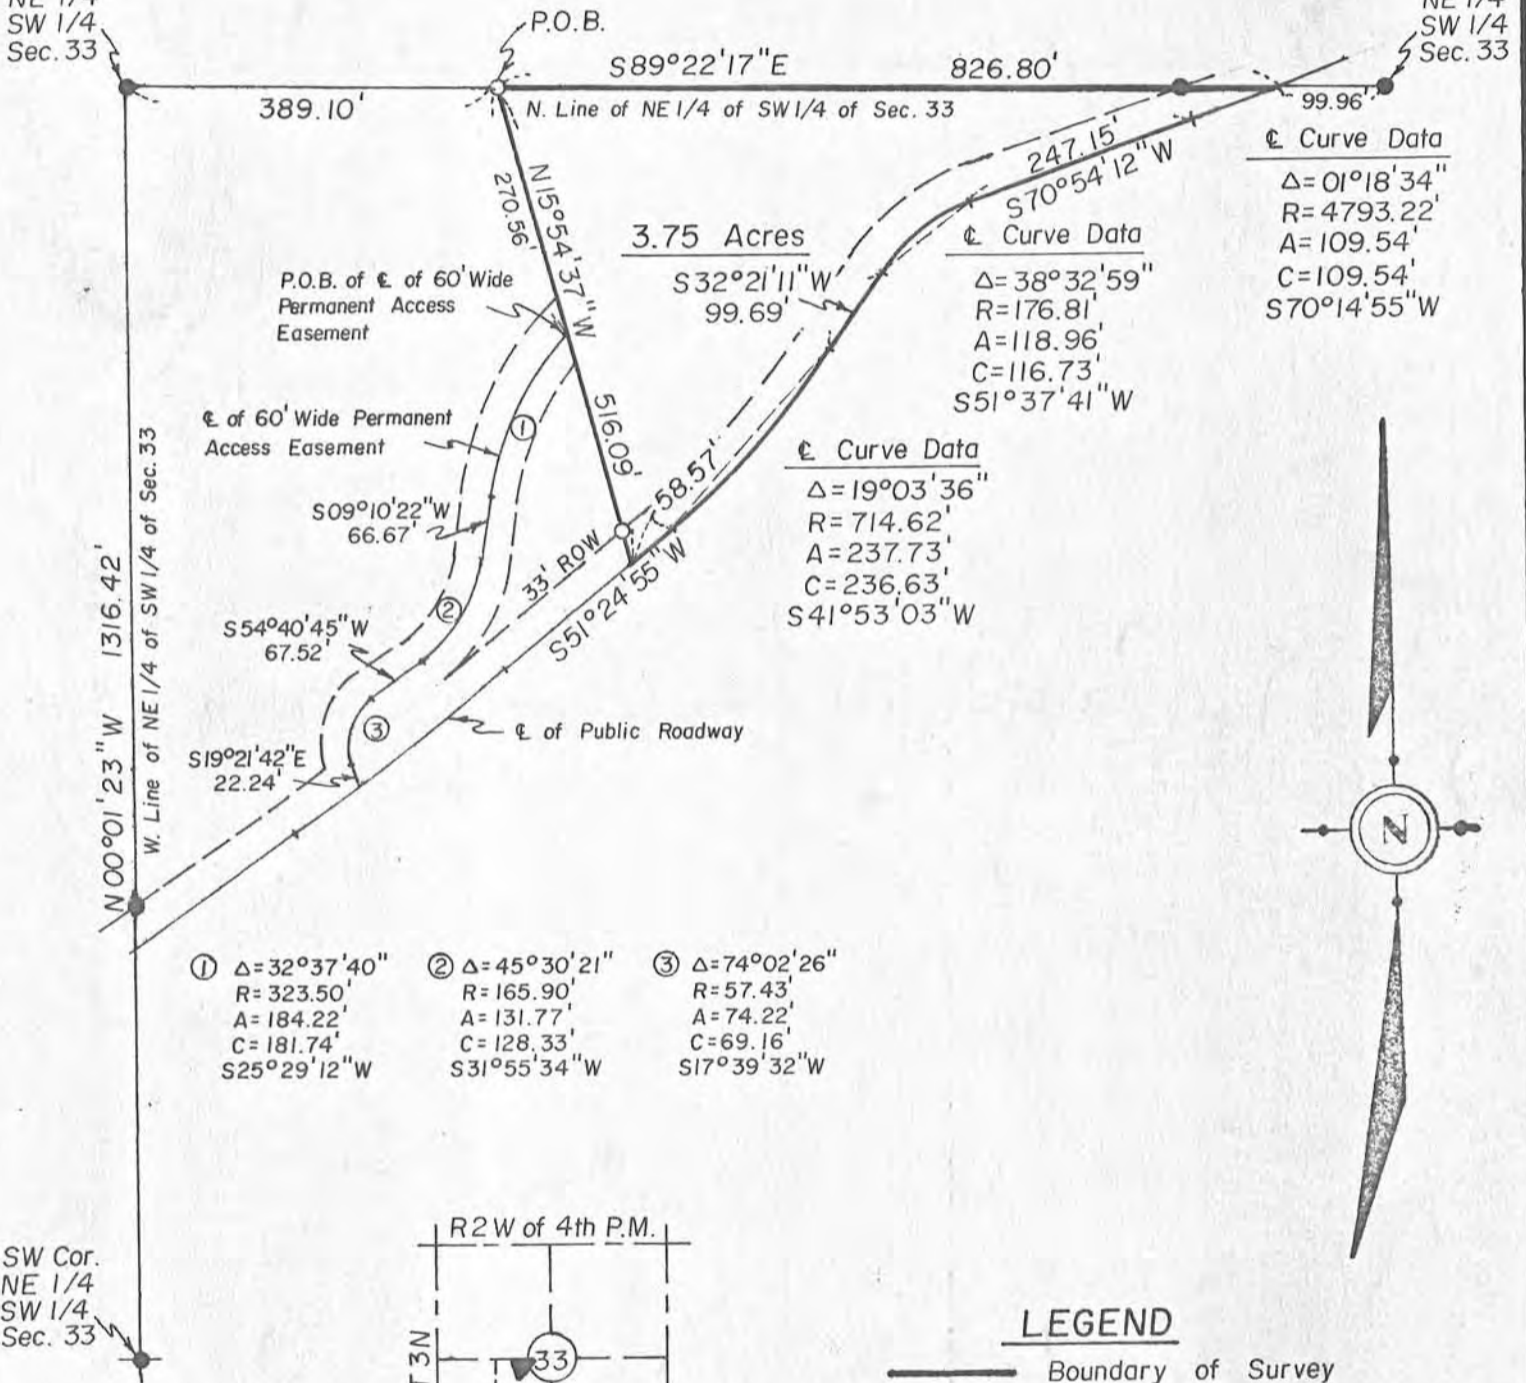 NE 1/4
SW 1/4
Sec. 33
P.O.B.
NE 1/4
SW 1/4
Sec. 33
S89°22'17"E 826.80'
389.10'
N. Line of NE 1/4 of SW 1/4 of Sec. 33
99.96'
247.15'
S70°54'12"W
℄ Curve Data
Δ=01°18'34"
R=4793.22'
A=109.54'
C=109.54'
S70°14'55"W
N15°54'37"W
270.56'
516.09'
3.75 Acres
S32°21'11"W
99.69'
℄ Curve Data
Δ=38°32'59"
R=176.81'
A=118.96'
C=116.73'
S51°37'41"W
P.O.B. of ℄ of 60' Wide
Permanent Access
Easement
℄ of 60' Wide Permanent
Access Easement
①
S09°10'22"W
66.67'
58.57'
℄ Curve Data
Δ=19°03'36"
R=714.62'
A=237.73'
C=236.63'
S41°53'03"W
33' ROW
S51°24'55"W
②
S54°40'45"W
67.52'
③
℄ of Public Roadway
S19°21'42"E
22.24'
N00°01'23"W 1316.42'
W. Line of NE 1/4 of SW 1/4 of Sec. 33
N
① Δ=32°37'40"
R=323.50'
A=184.22'
C=181.74'
S25°29'12"W
② Δ=45°30'21"
R=165.90'
A=131.77'
C=128.33'
S31°55'34"W
③ Δ=74°02'26"
R=57.43'
A=74.22'
C=69.16'
S17°39'32"W
R2W of 4th P.M.
T3N
33
SW Cor.
NE 1/4
SW 1/4
Sec. 33
LEGEND
Boundary of Survey